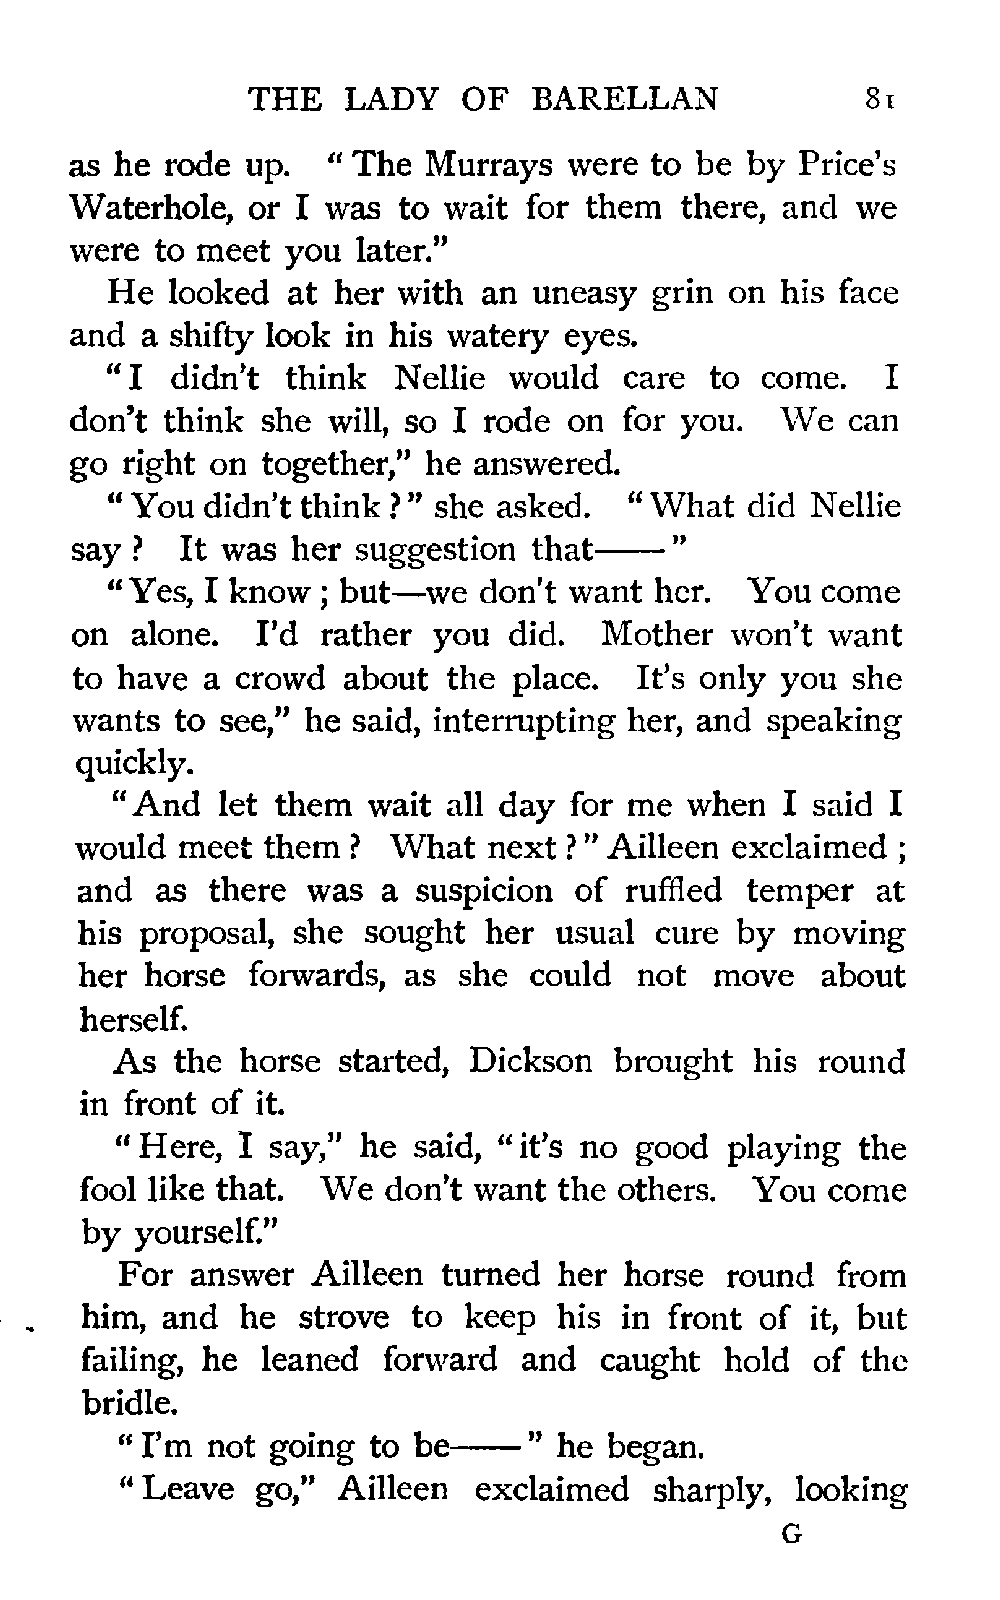 THE LADY OF BARELLAN 81
as he rode up. “ The Murrays were to be by Price’s
Waterhole, or I was to wait for them there, and we
were to meet you later.”
He looked at her with an uneasy grin on his face
and a shifty look in his watery eyes.
“ I didn’t think Nellie would care to come. I
don’t think she will, so I rode on for you. We can
go right on together,” he answered.
“ You didn’t think ? ” she asked. “ What did Nellie
say ? It was her suggestion that—— ”
“ Yes, I know ; but—we don't want her. You come
on alone. I’d rather you did. Mother won’t want
to have a crowd about the place. It’s only you she
wants to see,” he said, interrupting her, and speaking
quickly.
“ And let them wait all day for me when I said I
would meet them ? What next ? ” Ailleen exclaimed ;
and as there was a suspicion of ruffled temper at
his proposal, she sought her usual cure by moving
her horse forwards, as she could not move about
herself.
As the horse started, Dickson brought his round
in front of it.
“ Here, I say,” he said, “ it’s no good playing the
fool like that. We don’t want the others. You come
by yourself.”
For answer Ailleen turned her horse round from
him, and he strove to keep his in front of it, but
failing, he leaned forward and caught hold of the
bridle.
“ I’m not going to be—— ” he began.
“ Leave go,” Ailleen exclaimed sharply, looking
G